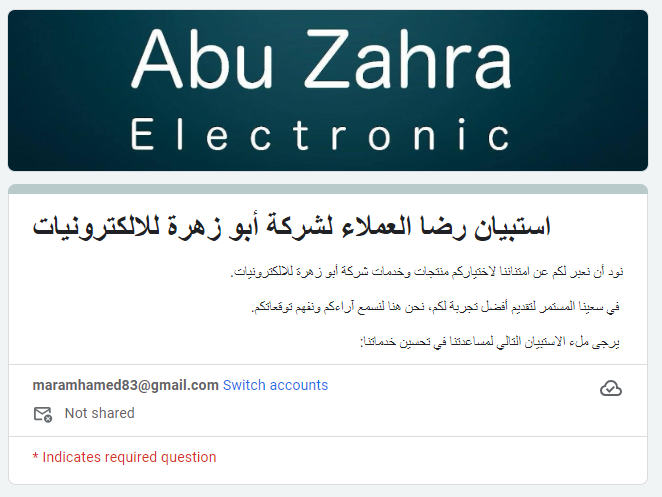 Abu Zahra
Electronic
استبيان رضا العملاء لشركة أبو زهرة للالكترونيات
نود أن نعبر لكم عن امتناننا لاختياركم منتجات وخدمات شركة أبو زهرة للالكترونيات.
في سعينا المستمر لتقديم أفضل تجربة لكم، نحن هنا لنسمع آراءكم ونفهم توقعاتكم.
يرجى ملء الاستبيان التالي لمساعدتنا في تحسين خدماتنا:
maramhamed83@gmail.com Switch accounts
Not shared
* Indicates required question